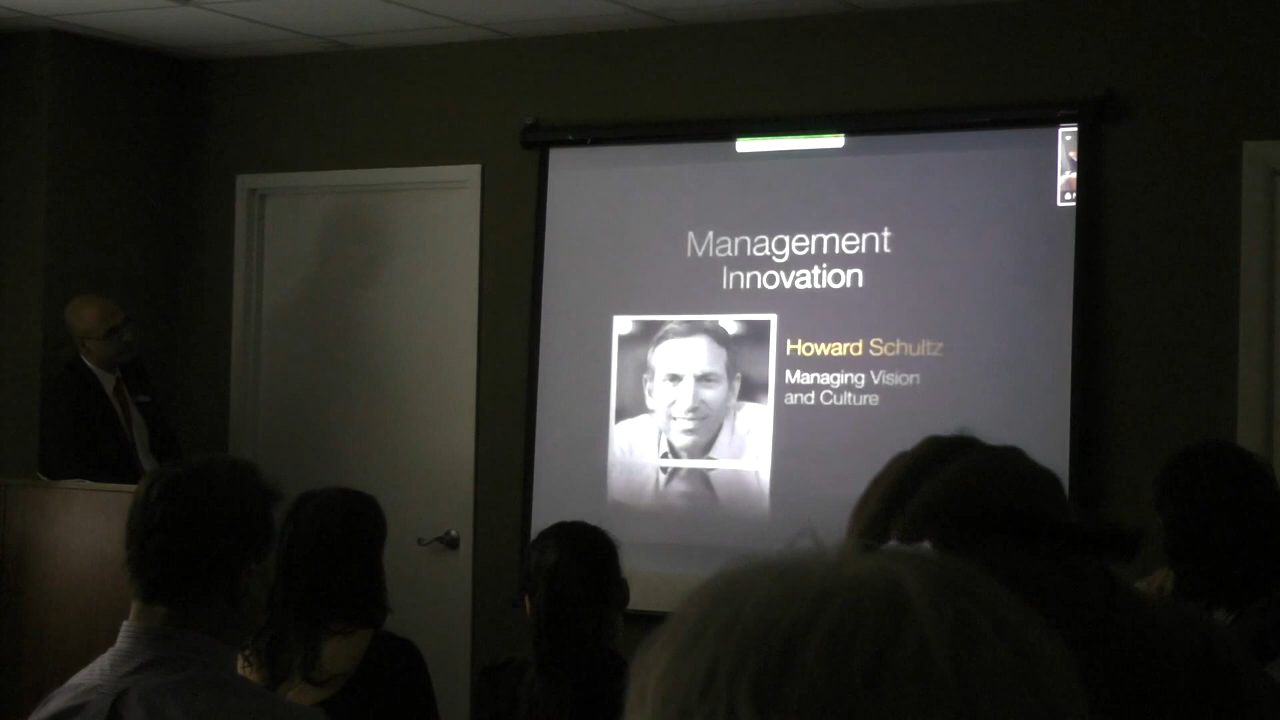 Management
Innovation
Howard Schultz
Managing Vision
and Culture